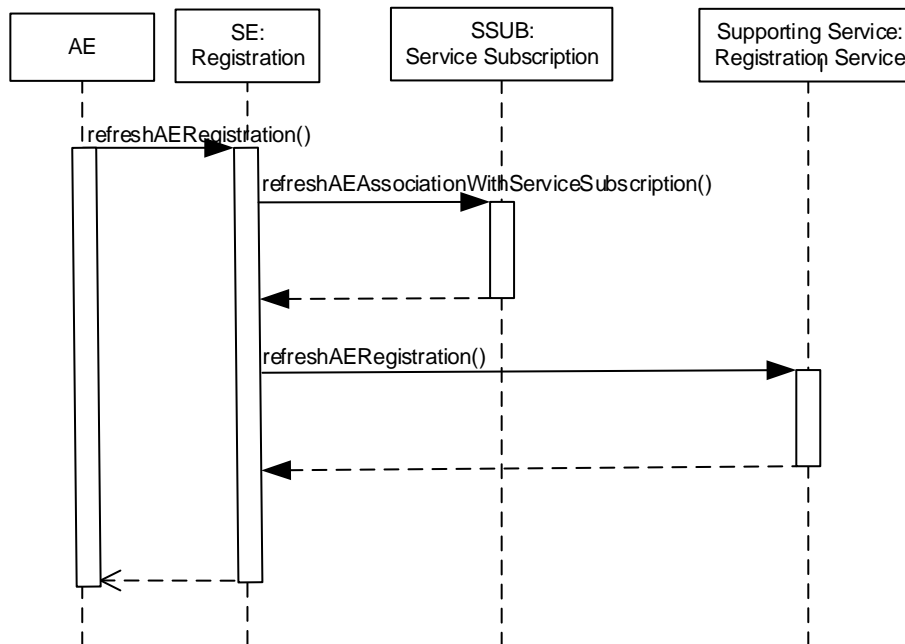 AE
SE:
Registration
SSUB:
Service Subscription
Supporting Service:
Registration Service
refreshAERegistration()
refreshAEAssociationWithServiceSubscription()
refreshAERegistration()